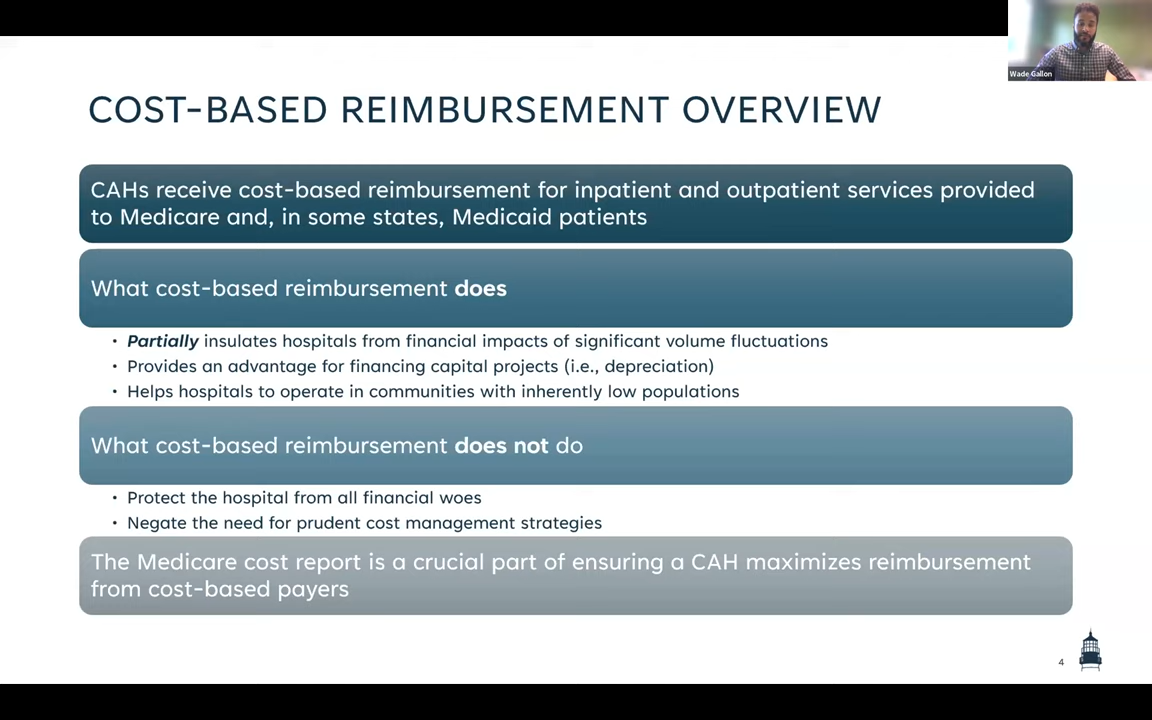 Wade Gallon
COST-BASED REIMBURSEMENT OVERVIEW
CAHs receive cost-based reimbursement for inpatient and outpatient services provided
to Medicare and, in some states, Medicaid patients
What cost-based reimbursement does
• Partially insulates hospitals from financial impacts of significant volume fluctuations
• Provides an advantage for financing capital projects (i.e., depreciation)
• Helps hospitals to operate in communities with inherently low populations
What cost-based reimbursement does not do
• Protect the hospital from all financial woes
• Negate the need for prudent cost management strategies
The Medicare cost report is a crucial part of ensuring a CAH maximizes reimbursement
from cost-based payers
4